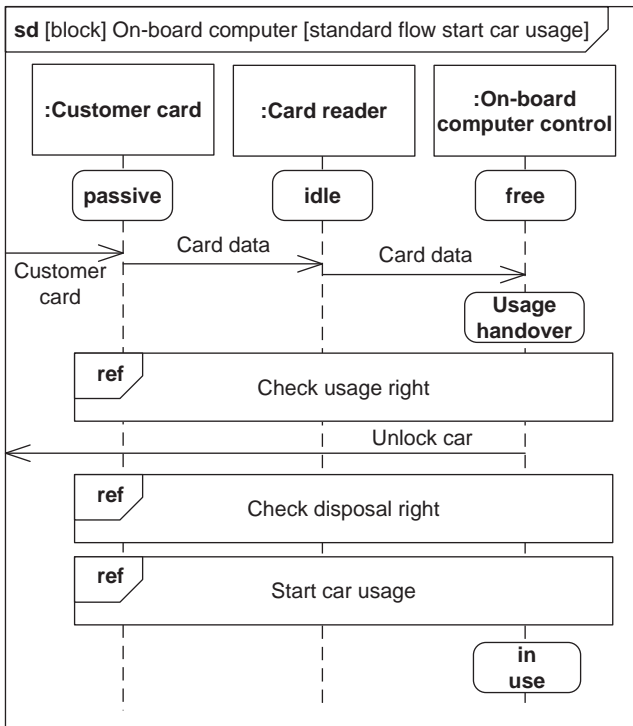 sd [block] On-board computer [standard flow start car usage]
:Customer card
:Card reader
:On-board
computer control
passive
idle
free
Customer
card
Card data
Card data
Usage
handover
ref
Check usage right
Unlock car
ref
Check disposal right
ref
Start car usage
in
use